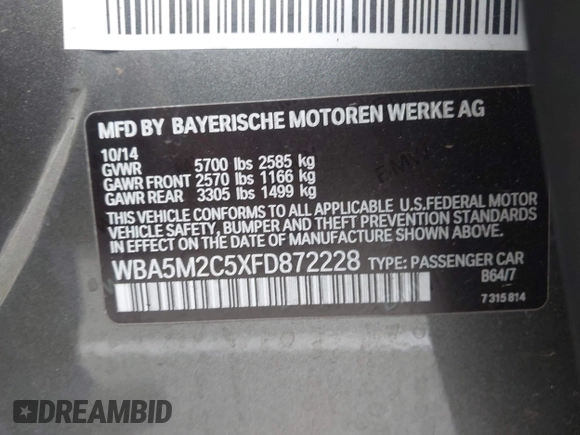 MFD BY BAYERISCHE MOTOREN WERKE AG
10/14
GVWR 5700 lbs 2585 kg
GAWR FRONT 2570 lbs 1166 kg
GAWR REAR 3305 lbs 1499 kg
THIS VEHICLE CONFORMS TO ALL APPLICABLE U.S.FEDERAL MOTOR
VEHICLE SAFETY, BUMPER AND THEFT PREVENTION STANDARDS
IN EFFECT ON THE DATE OF MANUFACTURE SHOWN ABOVE.
WBA5M2C5XFD872228 TYPE: PASSENGER CAR
B64/7
7 315 814
DREAMBID